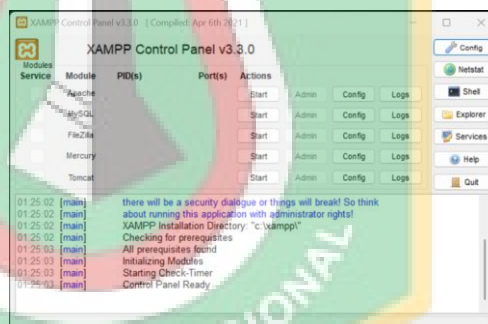 XAMPP Control Panel v3.3.0 [Compiled: Apr 6th 2021]
XAMPP Control Panel v3.3.0
Config
Modules
Service Module PID(s) Port(s) Actions
Netstat
Apache Start Admin Config Logs
Shell
MySQL Start Admin Config Logs
Explorer
FileZilla Start Admin Config Logs
Services
Mercury Start Admin Config Logs
Help
Tomcat Start Admin Config Logs
Quit
01:25:02 [main] there will be a security dialogue or things will break! So think
01:25:02 [main] about running this application with administrator rights!
01:25:02 [main] XAMPP Installation Directory: "c:\xampp\"
01:25:02 [main] Checking for prerequisites
01:25:03 [main] All prerequisites found
01:25:03 [main] Initializing Modules
01:25:03 [main] Starting Check-Timer
01:25:03 [main] Control Panel Ready
ONAL